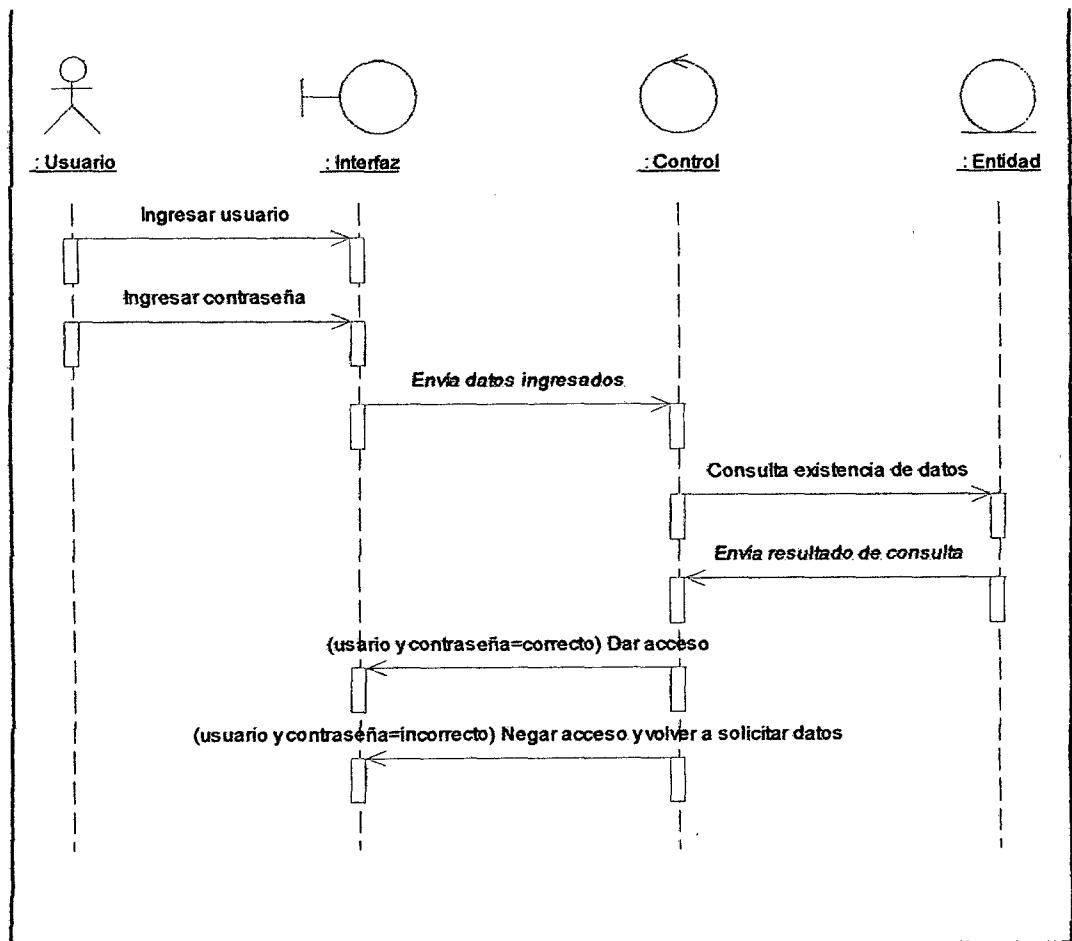 : Usuario
: Interfaz
: Control
: Entidad
Ingresar usuario
Ingresar contraseña
Envía datos ingresados
Consulta existencia de datos
Envía resultado de consulta
(usario y contraseña=correcto) Dar acceso
(usuario y contraseña=incorrecto) Negar acceso y volver a solicitar datos